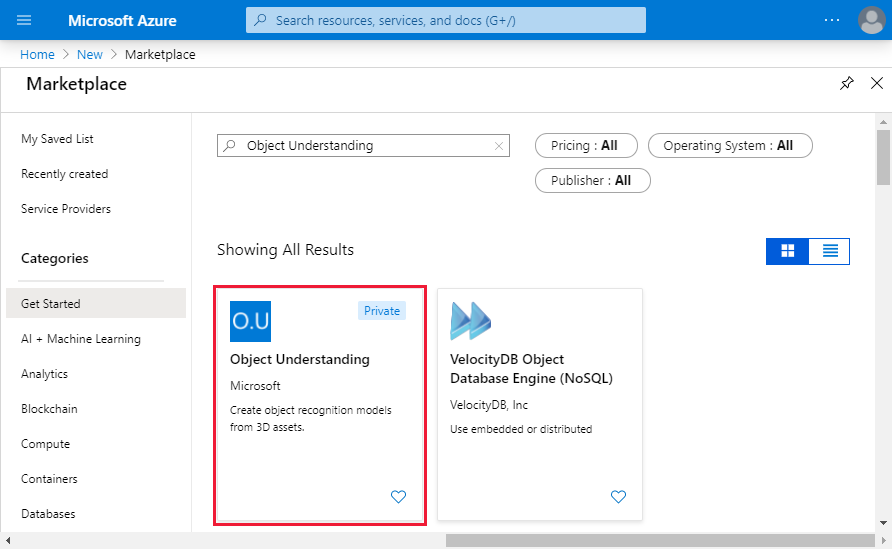 Microsoft Azure
Search resources, services, and docs (G+/)
Home > New > Marketplace
Marketplace
My Saved List
Recently created
Service Providers
Categories
Get Started
AI + Machine Learning
Analytics
Blockchain
Compute
Containers
Databases
Object Understanding
Pricing : All
Operating System : All
Publisher : All
Showing All Results
O.U
Private
Object Understanding
Microsoft
Create object recognition models
from 3D assets.
VelocityDB Object
Database Engine (NoSQL)
VelocityDB, Inc
Use embedded or distributed